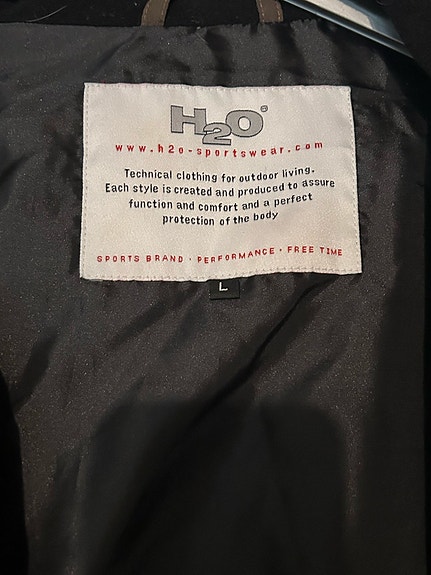 H2O®
www.h2o-sportswear.com
Technical clothing for outdoor living.
Each style is created and produced to assure
function and comfort and a perfect
protection of the body
SPORTS BRAND · PERFORMANCE · FREE TIME
L